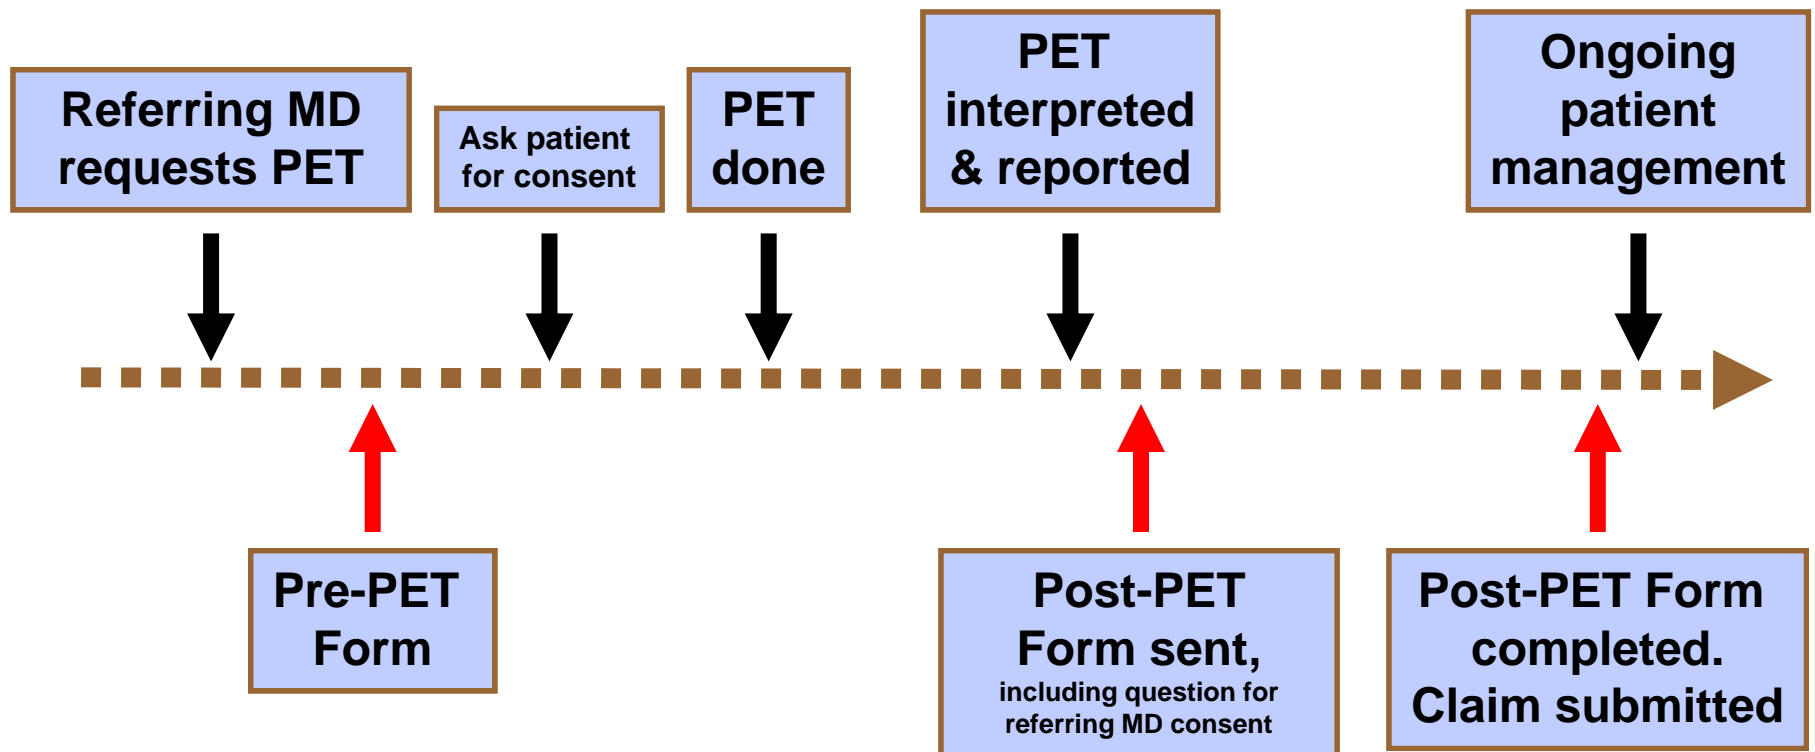 Referring MD
requests PET
Ask patient
for consent
PET
done
PET
interpreted
& reported
Ongoing
patient
management
Pre-PET
Form
Post-PET
Form sent,
including question for
referring MD consent
Post-PET Form
completed.
Claim submitted